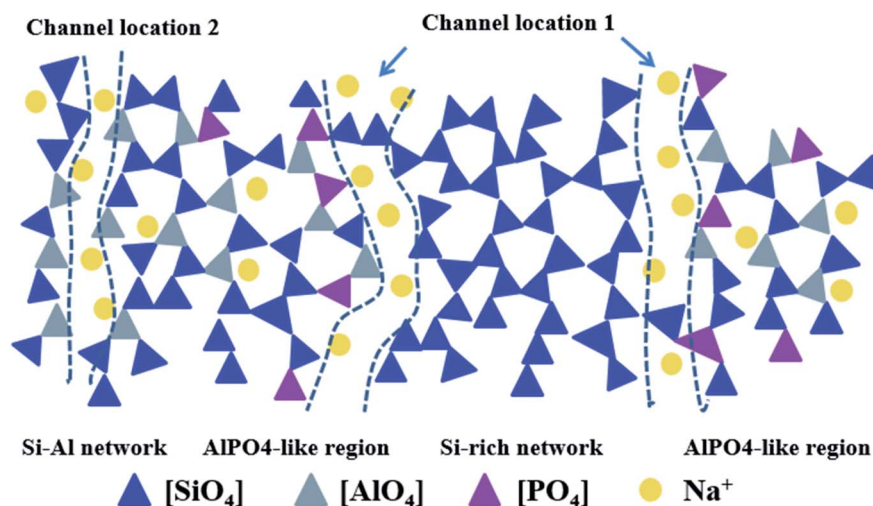 Channel location 2
Channel location 1
Si-Al network AlPO4-like region Si-rich network AlPO4-like region
[SiO₄] [AlO₄] [PO₄] Na⁺